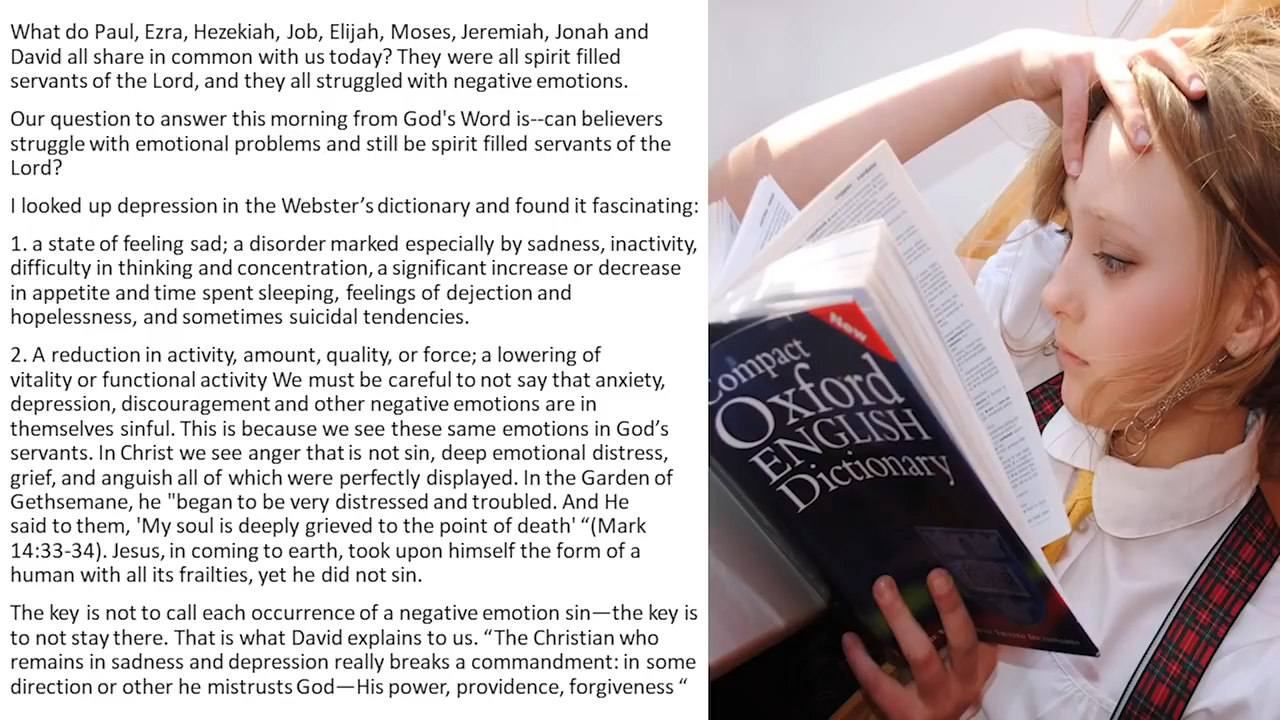 What do Paul, Ezra, Hezekiah, Job, Elijah, Moses, Jeremiah, Jonah and
David all share in common with us today? They were all spirit filled
servants of the Lord, and they all struggled with negative emotions.
Our question to answer this morning from God's Word is--can believers
struggle with emotional problems and still be spirit filled servants of the
Lord?
I looked up depression in the Webster’s dictionary and found it fascinating:
1. a state of feeling sad; a disorder marked especially by sadness, inactivity,
difficulty in thinking and concentration, a significant increase or decrease
in appetite and time spent sleeping, feelings of dejection and
hopelessness, and sometimes suicidal tendencies.
2. A reduction in activity, amount, quality, or force; a lowering of
vitality or functional activity We must be careful to not say that anxiety,
depression, discouragement and other negative emotions are in
themselves sinful. This is because we see these same emotions in God’s
servants. In Christ we see anger that is not sin, deep emotional distress,
grief, and anguish all of which were perfectly displayed. In the Garden of
Gethsemane, he "began to be very distressed and troubled. And He
said to them, 'My soul is deeply grieved to the point of death' “(Mark
14:33-34). Jesus, in coming to earth, took upon himself the form of a
human with all its frailties, yet he did not sin.
The key is not to call each occurrence of a negative emotion sin—the key is
to not stay there. That is what David explains to us. “The Christian who
remains in sadness and depression really breaks a commandment: in some
direction or other he mistrusts God—His power, providence, forgiveness “
New
Compact
Oxford
ENGLISH
Dictionary